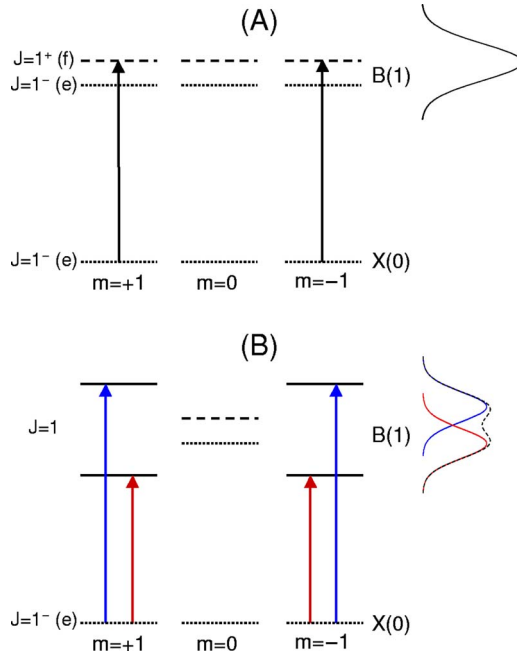 (A)
J=1⁺ (f)
J=1⁻ (e)
B(1)
J=1⁻ (e)
X(0)
m=+1 m=0 m=−1
(B)
J=1
B(1)
J=1⁻ (e)
X(0)
m=+1 m=0 m=−1